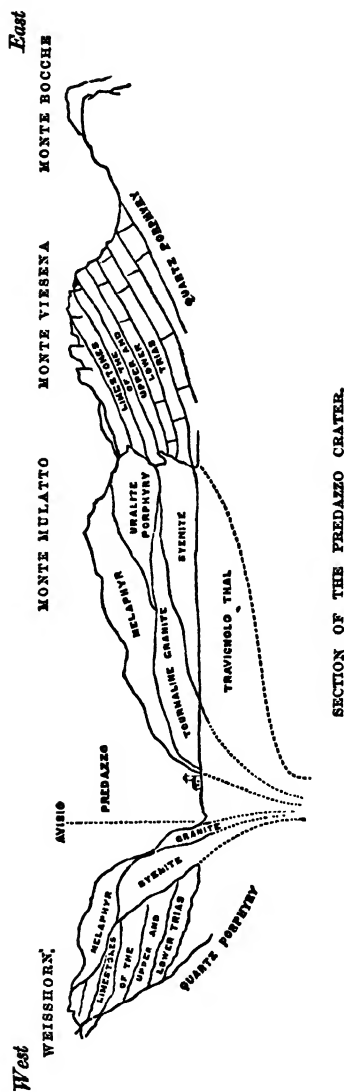 West
East
WEISSHORN.
AVISIO
PREDAZZO
MONTE MULATTO
MONTE VIESENA
MONTE BOCCHE
MELAPHYR
LIMESTONES
OF THE
UPPER AND
LOWER TRIAS
QUARTZ PORPHYRY
SYENITE
GRANITE
MELAPHYR
URALITE
PORPHYRY
TOURMALINE GRANITE
SYENITE
TRAVIGNOLO THAL
LIMESTONES
OF THE
UPPER AND
LOWER
TRIAS
QUARTZ PORPHYRY
SECTION OF THE PREDAZZO CRATER.